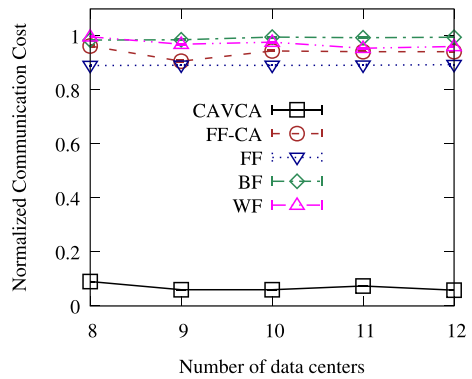 Normalized Communication Cost
1
0.8
0.6
0.4
0.2
0
CAVCA
FF-CA
FF
BF
WF
8
9
10
11
12
Number of data centers